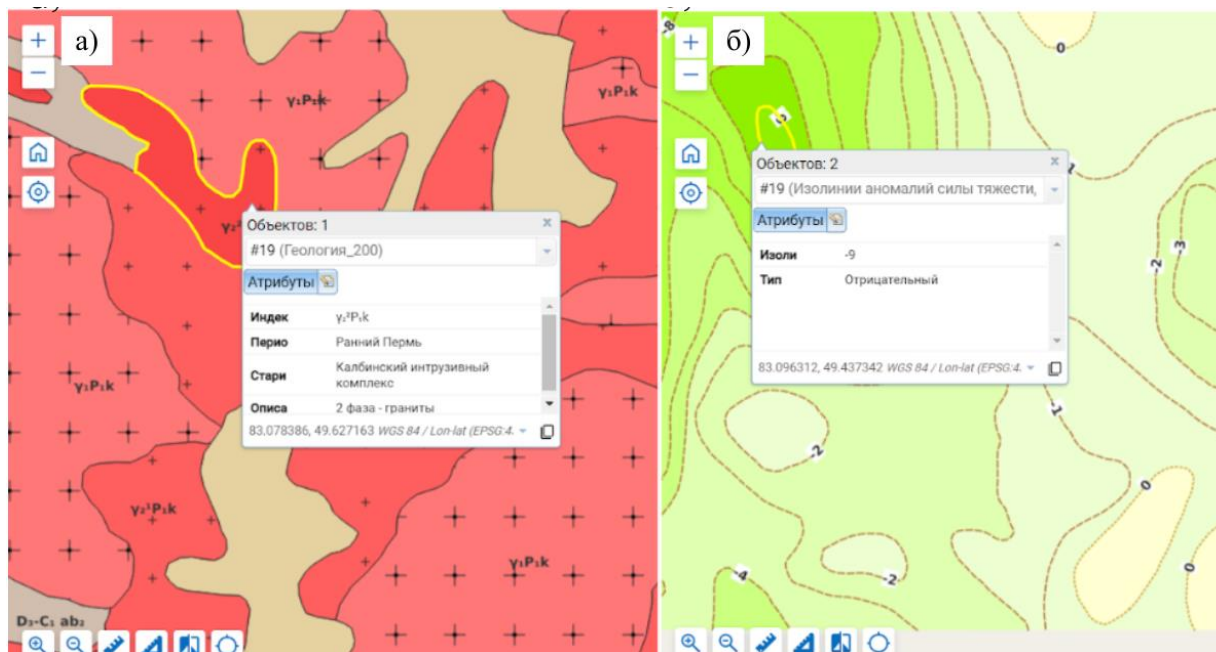 а)
γ₁P₁k
γ₁P₁k
Объектов: 1
#19 (Геология_200)
Атрибуты
Индек γ₂²P₁k
Перио Ранний Пермь
Стари Калбинский интрузивный
комплекс
Описа 2 фаза - граниты
83.078386, 49.627163 WGS 84 / Lon-lat (EPSG:4.
γ₁P₁k
γ₂¹P₁k
γ₁P₁k
D₃-C₁ ab₂
б)
-8
0
Объектов: 2
#19 (Изолинии аномалий силы тяжести,
Атрибуты
Изоли -9
Тип Отрицательный
83.096312, 49.437342 WGS 84 / Lon-lat (EPSG:4.
-2
-3
-1
-2
0
-2
-4
0